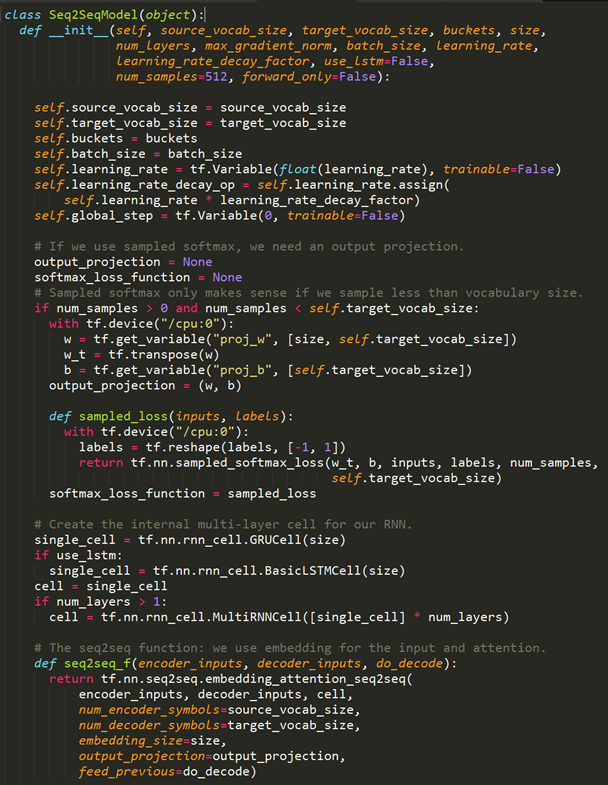 class Seq2SeqModel(object):
  def __init__(self, source_vocab_size, target_vocab_size, buckets, size,
               num_layers, max_gradient_norm, batch_size, learning_rate,
               learning_rate_decay_factor, use_lstm=False,
               num_samples=512, forward_only=False):

    self.source_vocab_size = source_vocab_size
    self.target_vocab_size = target_vocab_size
    self.buckets = buckets
    self.batch_size = batch_size
    self.learning_rate = tf.Variable(float(learning_rate), trainable=False)
    self.learning_rate_decay_op = self.learning_rate.assign(
        self.learning_rate * learning_rate_decay_factor)
    self.global_step = tf.Variable(0, trainable=False)

    # If we use sampled softmax, we need an output projection.
    output_projection = None
    softmax_loss_function = None
    # Sampled softmax only makes sense if we sample less than vocabulary size.
    if num_samples > 0 and num_samples < self.target_vocab_size:
      with tf.device("/cpu:0"):
        w = tf.get_variable("proj_w", [size, self.target_vocab_size])
        w_t = tf.transpose(w)
        b = tf.get_variable("proj_b", [self.target_vocab_size])
      output_projection = (w, b)

      def sampled_loss(inputs, labels):
        with tf.device("/cpu:0"):
          labels = tf.reshape(labels, [-1, 1])
          return tf.nn.sampled_softmax_loss(w_t, b, inputs, labels, num_samples,
                                            self.target_vocab_size)
      softmax_loss_function = sampled_loss

    # Create the internal multi-layer cell for our RNN.
    single_cell = tf.nn.rnn_cell.GRUCell(size)
    if use_lstm:
      single_cell = tf.nn.rnn_cell.BasicLSTMCell(size)
    cell = single_cell
    if num_layers > 1:
      cell = tf.nn.rnn_cell.MultiRNNCell([single_cell] * num_layers)

    # The seq2seq function: we use embedding for the input and attention.
    def seq2seq_f(encoder_inputs, decoder_inputs, do_decode):
      return tf.nn.seq2seq.embedding_attention_seq2seq(
          encoder_inputs, decoder_inputs, cell,
          num_encoder_symbols=source_vocab_size,
          num_decoder_symbols=target_vocab_size,
          embedding_size=size,
          output_projection=output_projection,
          feed_previous=do_decode)